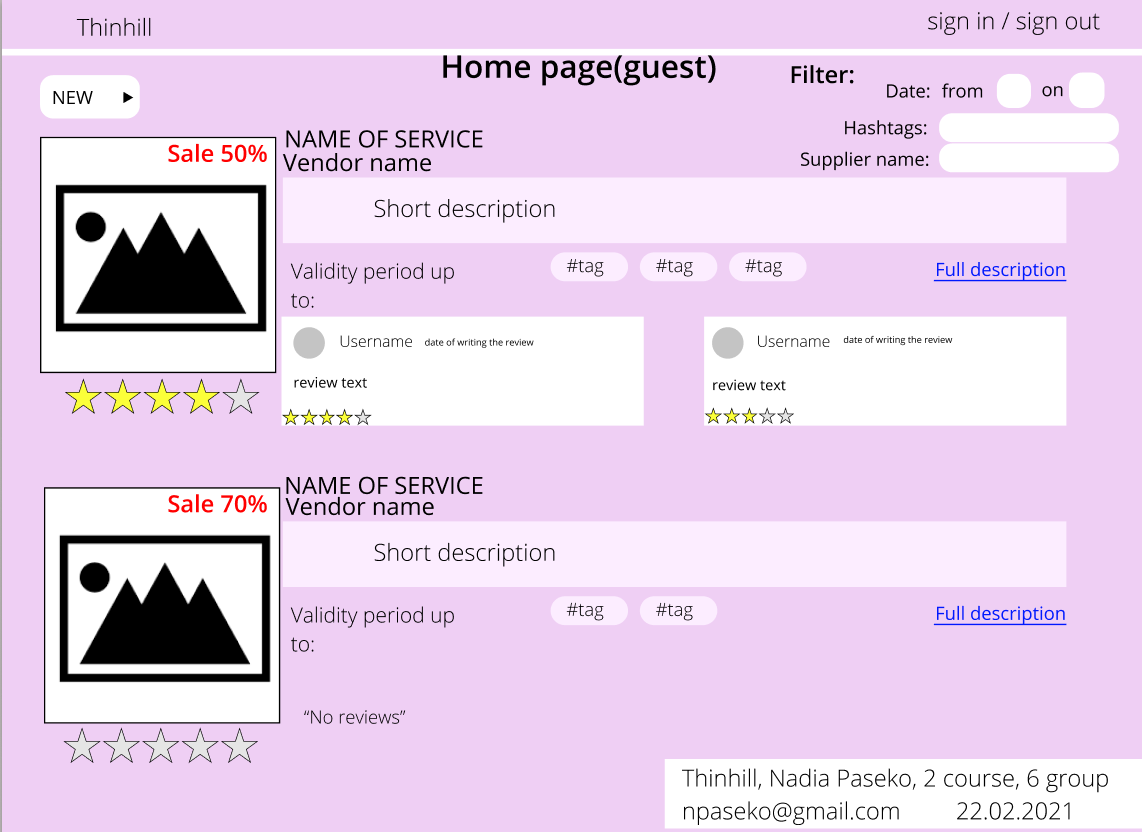 Thinhill
sign in / sign out
Home page(guest)
Filter:
NEW
Date: from on
Hashtags:
Supplier name:
Sale 50%
NAME OF SERVICE
Vendor name
Short description
Validity period up
to:
#tag #tag #tag
Full description
Username date of writing the review
review text
Username date of writing the review
review text
Sale 70%
NAME OF SERVICE
Vendor name
Short description
Validity period up
to:
#tag #tag
Full description
“No reviews”
Thinhill, Nadia Paseko, 2 course, 6 group
npaseko@gmail.com 22.02.2021